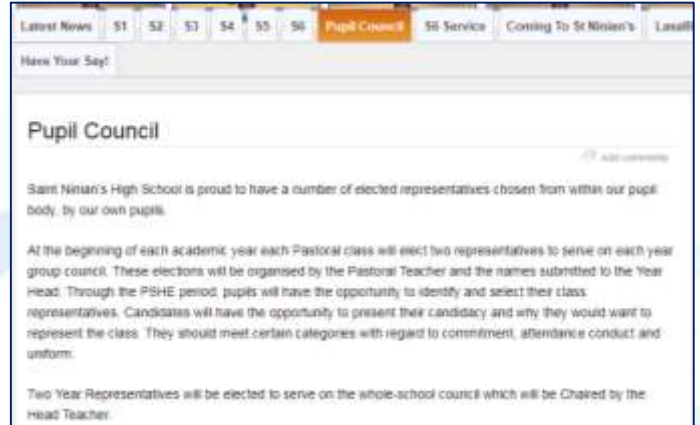 Latest News S1 S2 S3 S4 S5 S6 Pupil Council S6 Service Coming To St Ninian's
Have Your Say!
Pupil Council
Add comments
Saint Ninian's High School is proud to have a number of elected representatives chosen from within our pupil
body, by our own pupils.
At the beginning of each academic year each Pastoral class will elect two representatives to serve on each year
group council. These elections will be organised by the Pastoral Teacher and the names submitted to the Year
Head. Through the PSHE period, pupils will have the opportunity to identify and select their class
representatives. Candidates will have the opportunity to present their candidacy and why they would want to
represent the class. They should meet certain categories with regard to commitment, attendance conduct and
uniform.
Two Year Representatives will be elected to serve on the whole-school council which will be Chaired by the
Head Teacher.